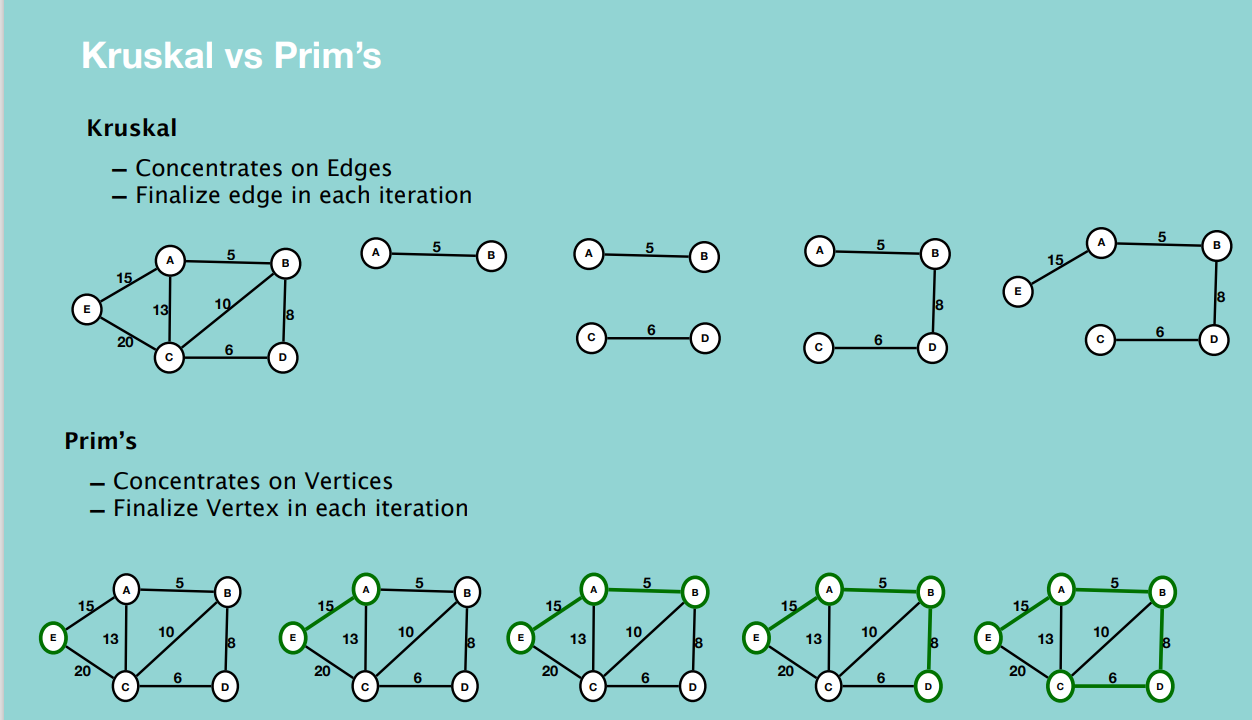 Kruskal vs Prim's
Kruskal
– Concentrates on Edges
– Finalize edge in each iteration
A 5 B 15 E 13 10 8 20 C 6 D
A 5 B
A 5 B C 6 D
A 5 B 8 C 6 D
A 5 B 15 E 8 C 6 D
Prim's
– Concentrates on Vertices
– Finalize Vertex in each iteration
A 5 B 15 E 13 10 8 20 C 6 D
A 5 B 15 E 13 10 8 20 C 6 D
A 5 B 15 E 13 10 8 20 C 6 D
A 5 B 15 E 13 10 8 20 C 6 D
A 5 B 15 E 13 10 8 20 C 6 D